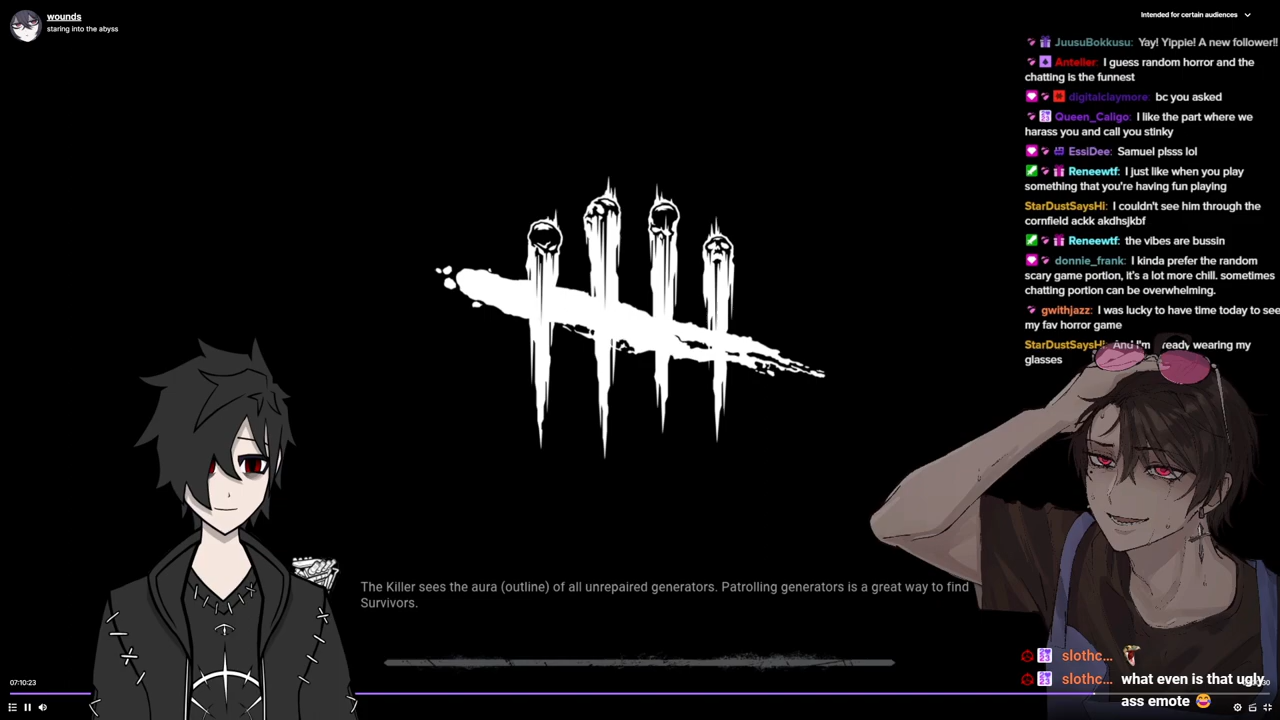 wounds
staring into the abyss
Intended for certain audiences
JuusuBokkusu: Yay! Yippie! A new follower!!
Antelier: I guess random horror and the
chatting is the funnest
digitalclaymore: bc you asked
Queen_Caligo: I like the part where we
harass you and call you stinky
EssiDee: Samuel plsss lol
Reneewtf: I just like when you play
something that you're having fun playing
StarDustSaysHi: I couldn't see him through the
cornfield ackk akdhsjkbf
Reneewtf: the vibes are bussin
donnie_frank: I kinda prefer the random
scary game portion, it's a lot more chill. sometimes
chatting portion can be overwhelming.
gwithjazz: I was lucky to have time today to see
my fav horror game
StarDustSaysHi: And I'm ready wearing my
glasses
The Killer sees the aura (outline) of all unrepaired generators. Patrolling generators is a great way to find
Survivors.
slothc...
slothc... what even is that ugly
ass emote 😂
07:10:23